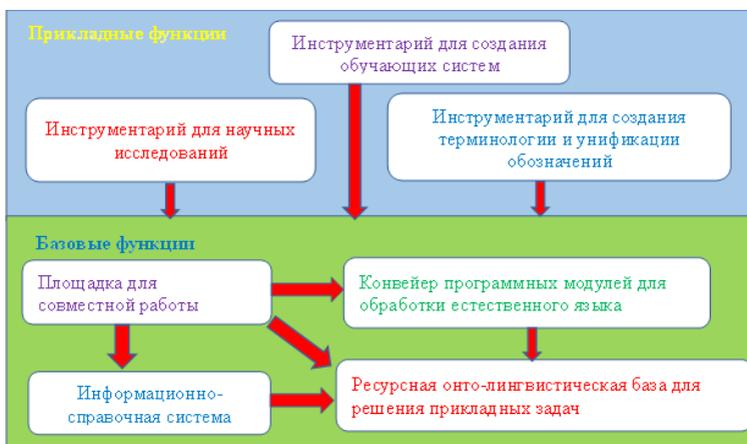 Прикладные функции
Инструментарий для создания
обучающих систем
Инструментарий для научных
исследований
Инструментарий для создания
терминологии и унификации
обозначений
Базовые функции
Площадка для
совместной работы
Конвейер программных модулей для
обработки естественного языка
Информационно-
справочная система
Ресурсная онто-лингвистическая база для
решения прикладных задач